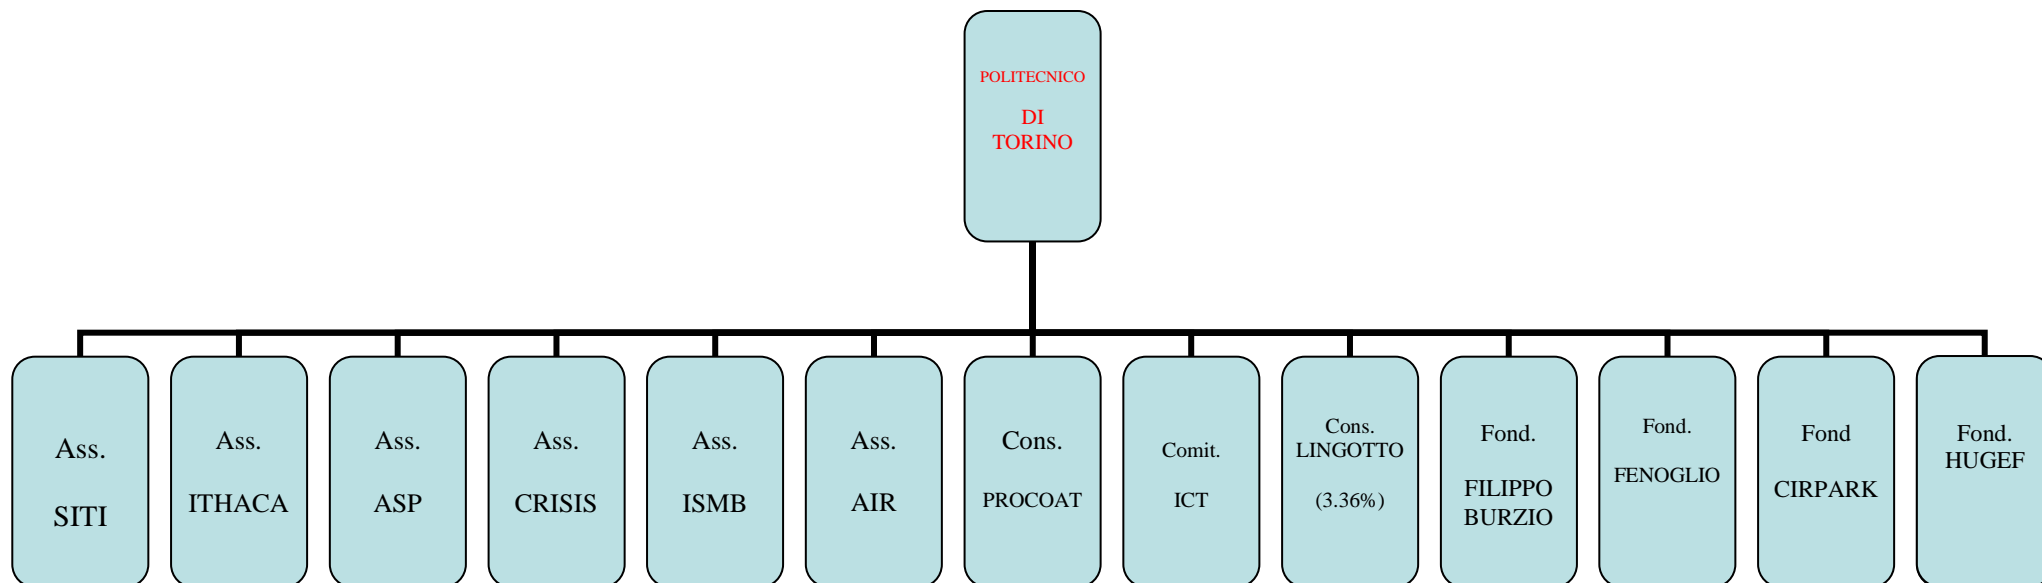 POLITECNICO
DI
TORINO
Ass.
SITI
Ass.
ITHACA
Ass.
ASP
Ass.
CRISIS
Ass.
ISMB
Ass.
AIR
Cons.
PROCOAT
Comit.
ICT
Cons.
LINGOTTO
(3.36%)
Fond.
FILIPPO
BURZIO
Fond.
FENOGLIO
Fond
CIRPARK
Fond.
HUGEF